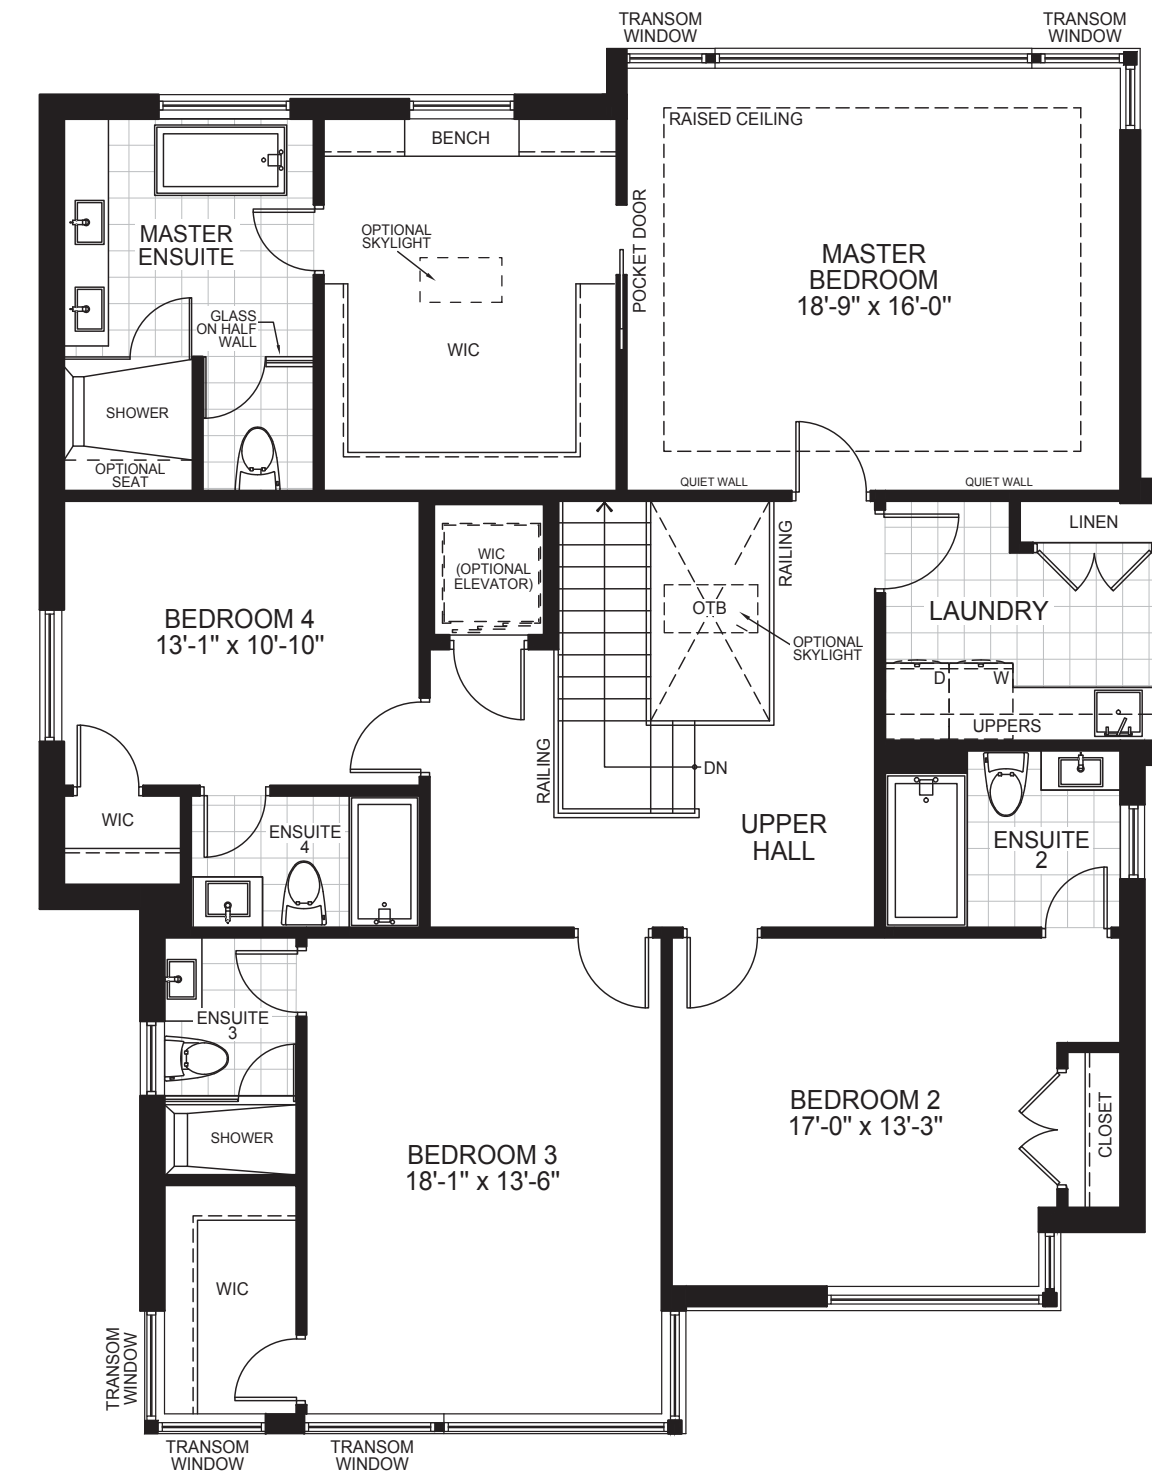 TRANSOM
WINDOW
TRANSOM
WINDOW
RAISED CEILING
BENCH
POCKET DOOR
MASTER
ENSUITE
OPTIONAL
SKYLIGHT
MASTER
BEDROOM
18'-9" x 16'-0"
GLASS
ON HALF
WALL
WIC
SHOWER
OPTIONAL
SEAT
QUIET WALL
QUIET WALL
LINEN
WIC
(OPTIONAL
ELEVATOR)
RAILING
BEDROOM 4
13'-1" x 10'-10"
OTB
LAUNDRY
OPTIONAL
SKYLIGHT
D
W
UPPERS
RAILING
DN
WIC
ENSUITE
4
UPPER
HALL
ENSUITE
2
ENSUITE
3
BEDROOM 2
17'-0" x 13'-3"
CLOSET
SHOWER
BEDROOM 3
18'-1" x 13'-6"
WIC
TRANSOM
WINDOW
TRANSOM
WINDOW
TRANSOM
WINDOW